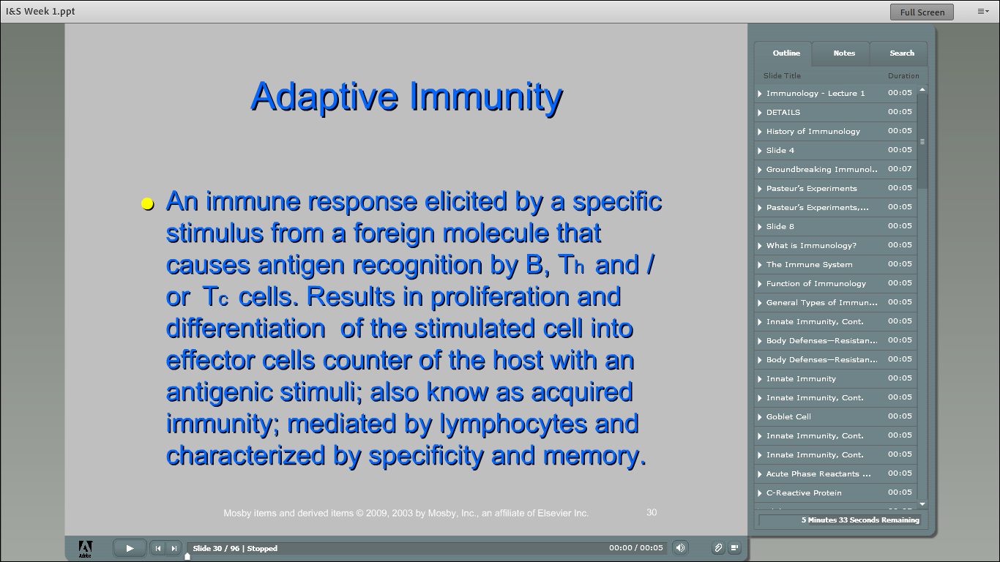 I&S Week 1.ppt
Full Screen
Adaptive Immunity
An immune response elicited by a specific
stimulus from a foreign molecule that
causes antigen recognition by B, Th and /
or Tc cells. Results in proliferation and
differentiation of the stimulated cell into
effector cells counter of the host with an
antigenic stimuli; also know as acquired
immunity; mediated by lymphocytes and
characterized by specificity and memory.
Mosby items and derived items © 2009, 2003 by Mosby, Inc., an affiliate of Elsevier Inc.
30
Outline Notes Search
Slide Title Duration
Immunology - Lecture 1 00:05
DETAILS 00:05
History of Immunology 00:05
Slide 4 00:05
Groundbreaking Immunol.. 00:07
Pasteur's Experiments 00:05
Pasteur's Experiments,... 00:05
Slide 8 00:05
What is Immunology? 00:05
The Immune System 00:05
Function of Immunology 00:05
General Types of Immun... 00:05
Innate Immunity, Cont. 00:05
Body Defenses—Resistan... 00:05
Body Defenses—Resistan... 00:05
Innate Immunity 00:05
Innate Immunity, Cont. 00:05
Goblet Cell 00:05
Innate Immunity, Cont. 00:05
Innate Immunity, Cont. 00:05
Acute Phase Reactants ... 00:05
C-Reactive Protein 00:05
5 Minutes 33 Seconds Remaining
Adobe
Slide 30 / 96 | Stopped
00:00 / 00:05